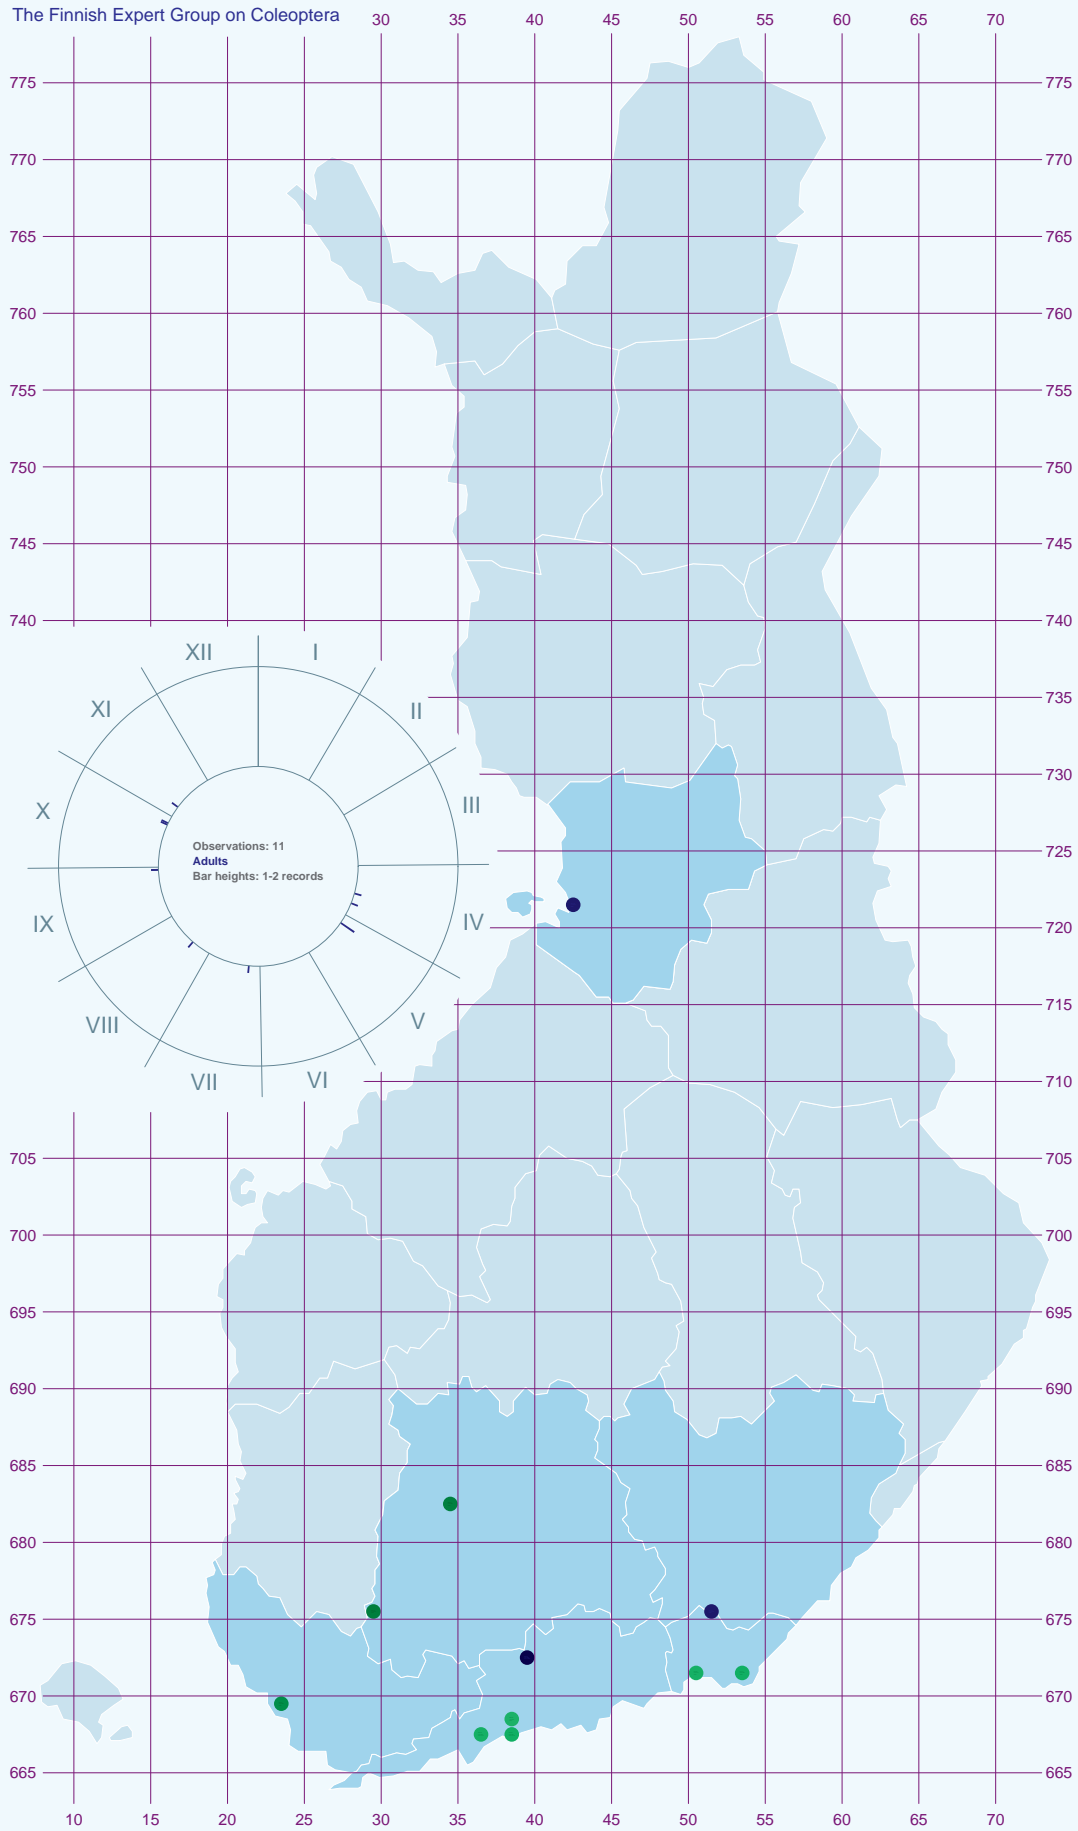 The Finnish Expert Group on Coleoptera
30 35 40 45 50 55 60 65 70
775 775
770 770
765 765
760 760
755 755
750 750
745 745
740 740
XII I
XI II
735
730
X III
Observations: 11
Adults
Bar heights: 1-2 records
725
IX IV
720
715
VIII V
VII VI
710
705 705
700 700
695 695
690 690
685 685
680 680
675 675
670 670
665 665
10 15 20 25 30 35 40 45 50 55 60 65 70